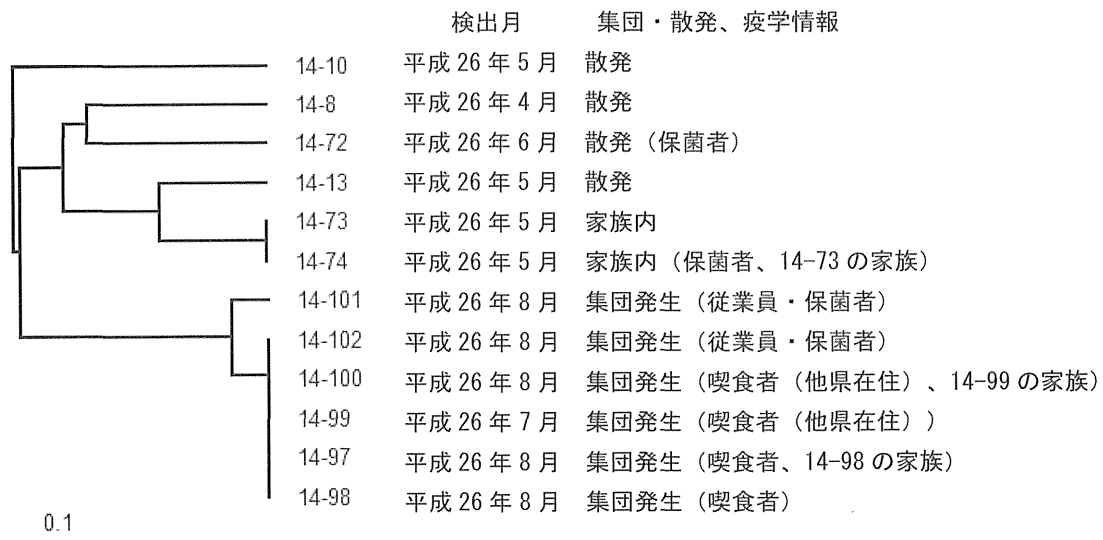 検出月 集団・散発、疫学情報
14-10 平成 26 年 5 月 散発
14-8 平成 26 年 4 月 散発
14-72 平成 26 年 6 月 散発（保菌者）
14-13 平成 26 年 5 月 散発
14-73 平成 26 年 5 月 家族内
14-74 平成 26 年 5 月 家族内（保菌者、14-73 の家族）
14-101 平成 26 年 8 月 集団発生（従業員・保菌者）
14-102 平成 26 年 8 月 集団発生（従業員・保菌者）
14-100 平成 26 年 8 月 集団発生（喫食者（他県在住）、14-99 の家族）
14-99 平成 26 年 7 月 集団発生（喫食者（他県在住））
14-97 平成 26 年 8 月 集団発生（喫食者、14-98 の家族）
14-98 平成 26 年 8 月 集団発生（喫食者）
0.1